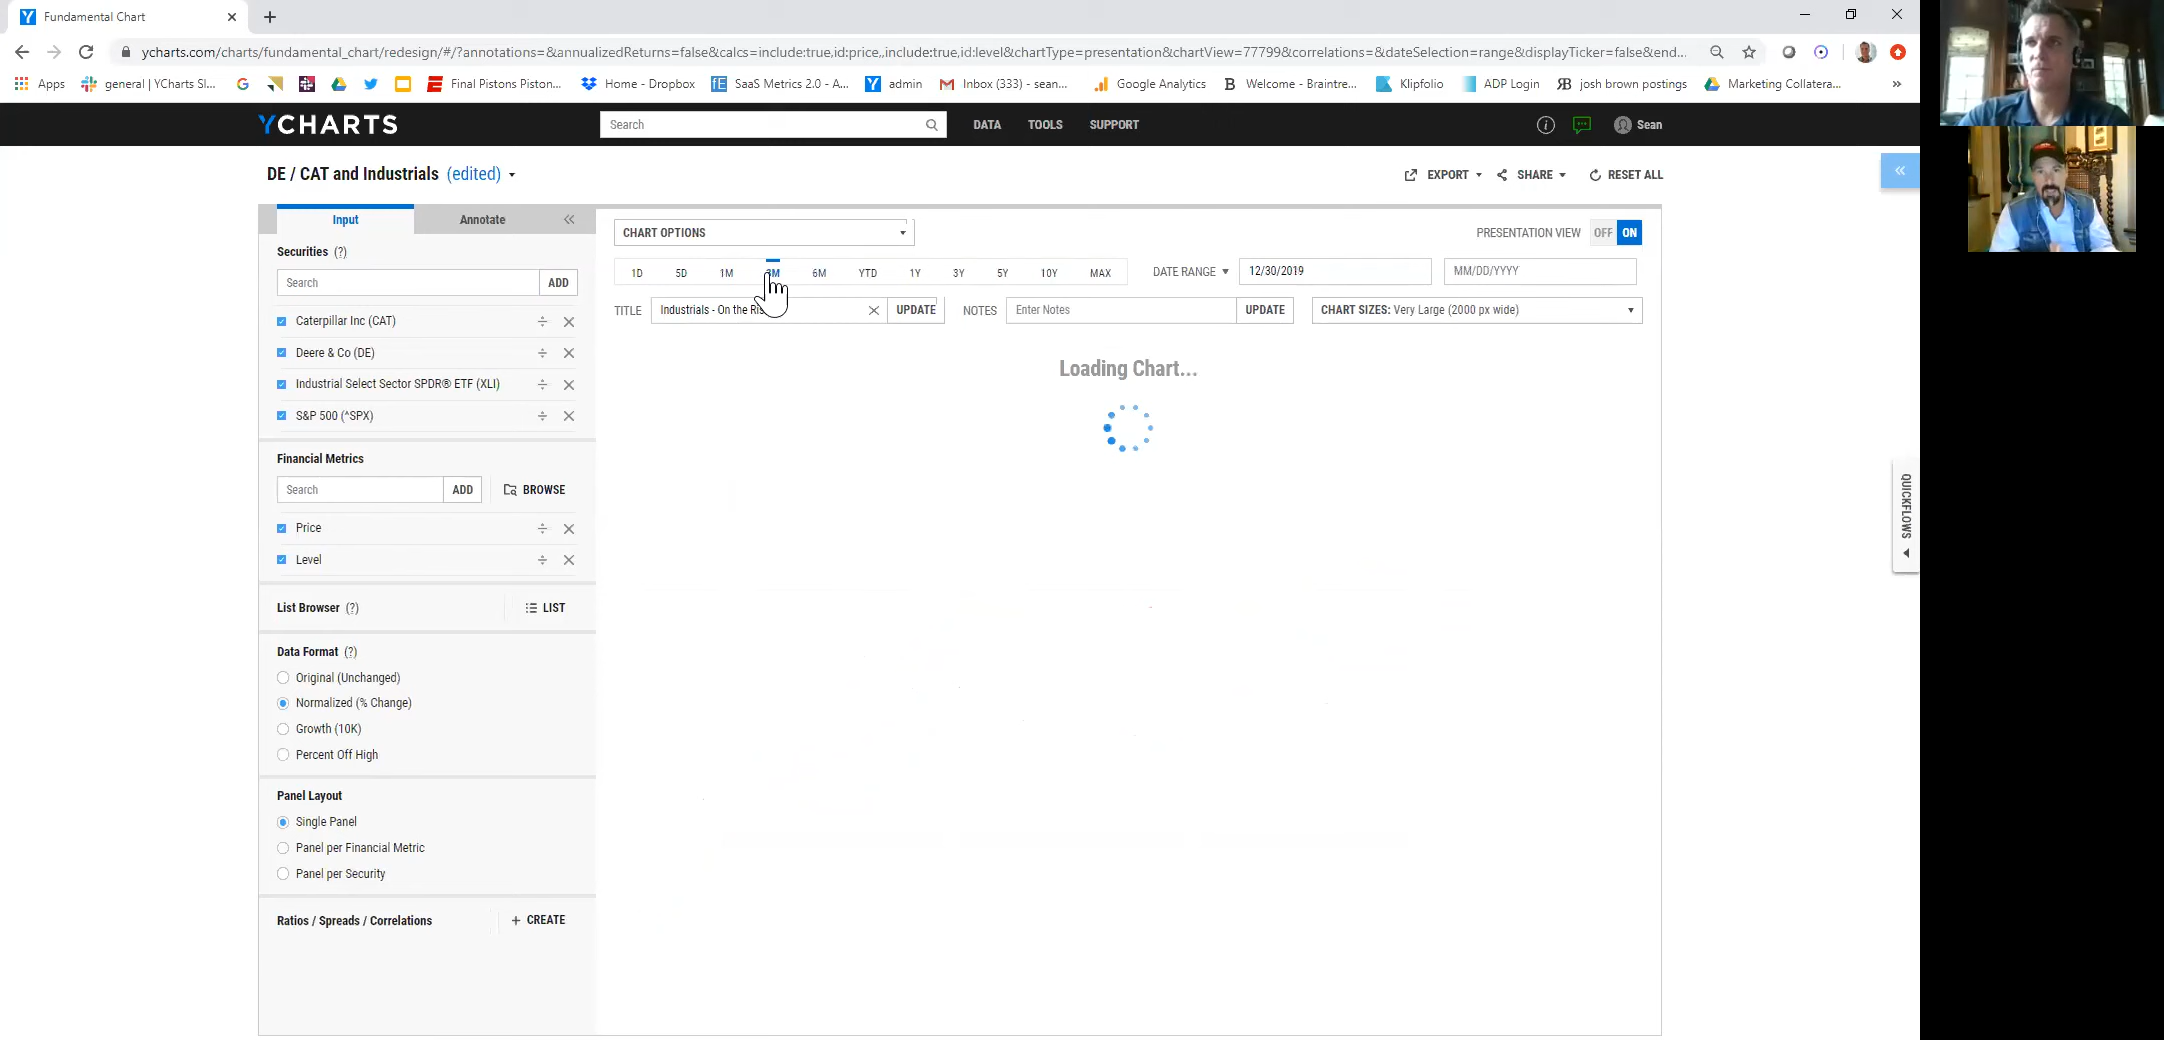 Fundamental Chart
ycharts.com/charts/fundamental_chart/redesign/#/?annotations=&annualizedReturns=false&calcs=include:true,id:price,,include:true,id:level&chartType=presentation&chartView=77799&correlations=&dateSelection=range&displayTicker=false&end...
Apps general | YCharts Sl... Final Pistons Piston... Home - Dropbox SaaS Metrics 2.0 - A... admin Inbox (333) - sean... Google Analytics Welcome - Braintre... Klipfolio ADP Login josh brown postings Marketing Collatera... »
YCHARTS Search DATA TOOLS SUPPORT Sean
DE / CAT and Industrials (edited) EXPORT SHARE RESET ALL
Input Annotate
CHART OPTIONS PRESENTATION VIEW OFF ON
Securities (?)
Search ADD
1D 5D 1M 3M 6M YTD 1Y 3Y 5Y 10Y MAX DATE RANGE 12/30/2019 MM/DD/YYYY
TITLE Industrials - On the UPDATE NOTES Enter Notes UPDATE CHART SIZES: Very Large (2000 px wide)
Caterpillar Inc (CAT)
Deere & Co (DE)
Industrial Select Sector SPDR® ETF (XLI)
S&P 500 (^SPX)
Loading Chart...
Financial Metrics
Search ADD BROWSE
Price
Level
List Browser (?) LIST
Data Format (?)
Original (Unchanged)
Normalized (% Change)
Growth (10K)
Percent Off High
Panel Layout
Single Panel
Panel per Financial Metric
Panel per Security
Ratios / Spreads / Correlations + CREATE
QUICKFLOWS